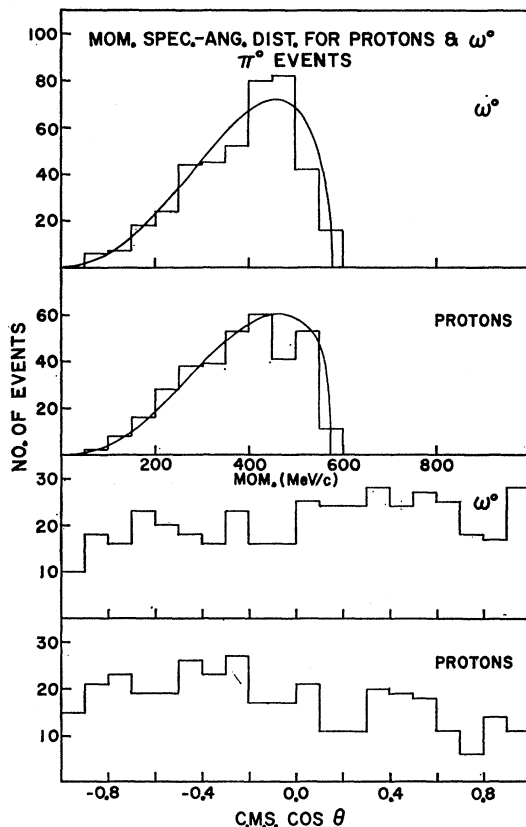 MOM. SPEC.-ANG. DIST. FOR PROTONS & ω°
π° EVENTS
100
80
60
40
20
ω°
NO. OF EVENTS
60
40
20
PROTONS
200 400 600 800
MOM. (MeV/c)
30
20
10
ω°
30
20
10
PROTONS
-0.8 -0.4 0.0 0.4 0.8
C.M.S. COS θ